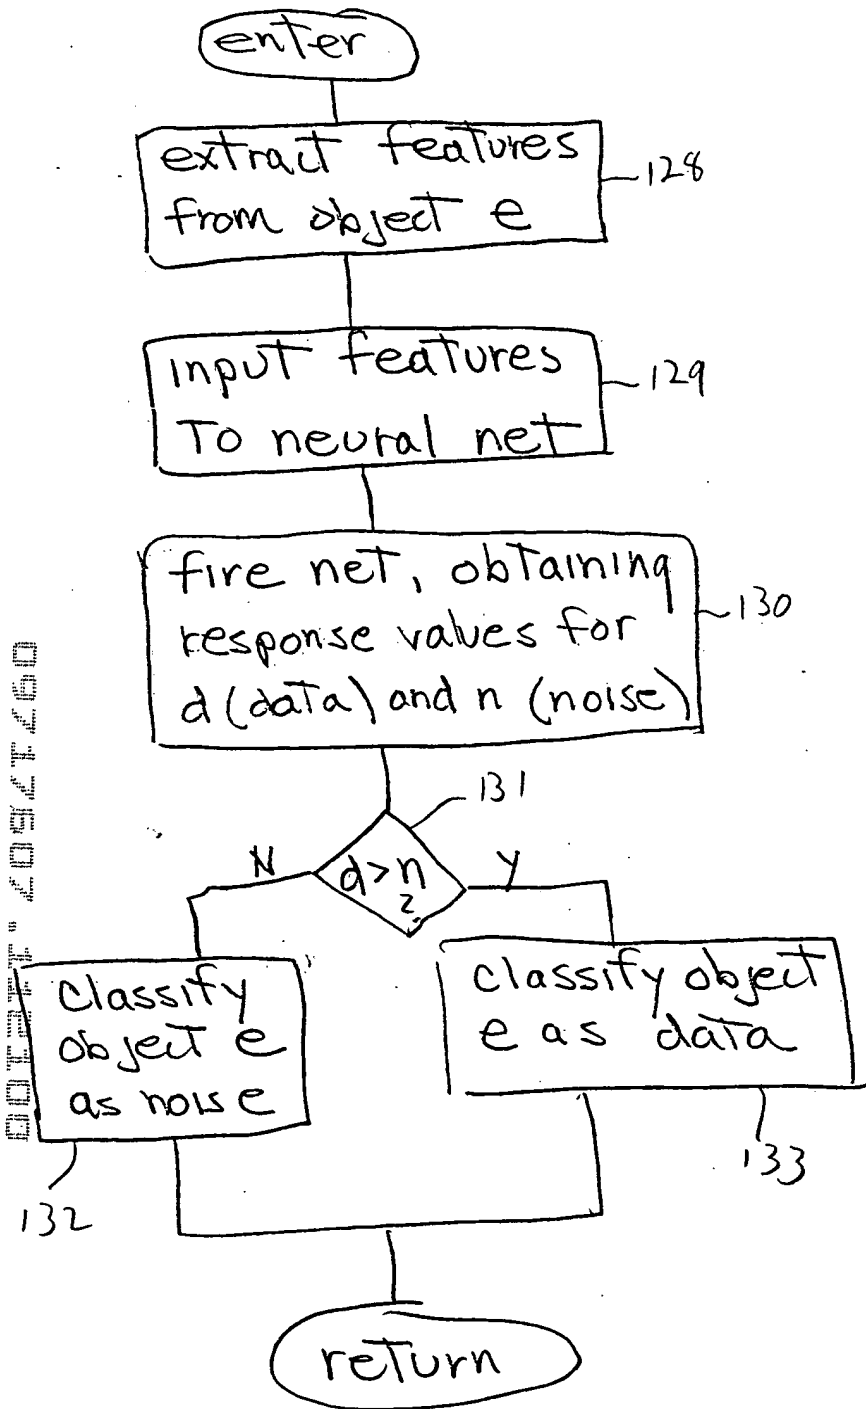 enter
extract features
from object e
128
input features
To neural net
129
fire net, obtaining
response values for
d (data) and n (noise)
130
131
N
d > n
?
Y
classify
object e
as noise
classify object
e as data
132
133
return